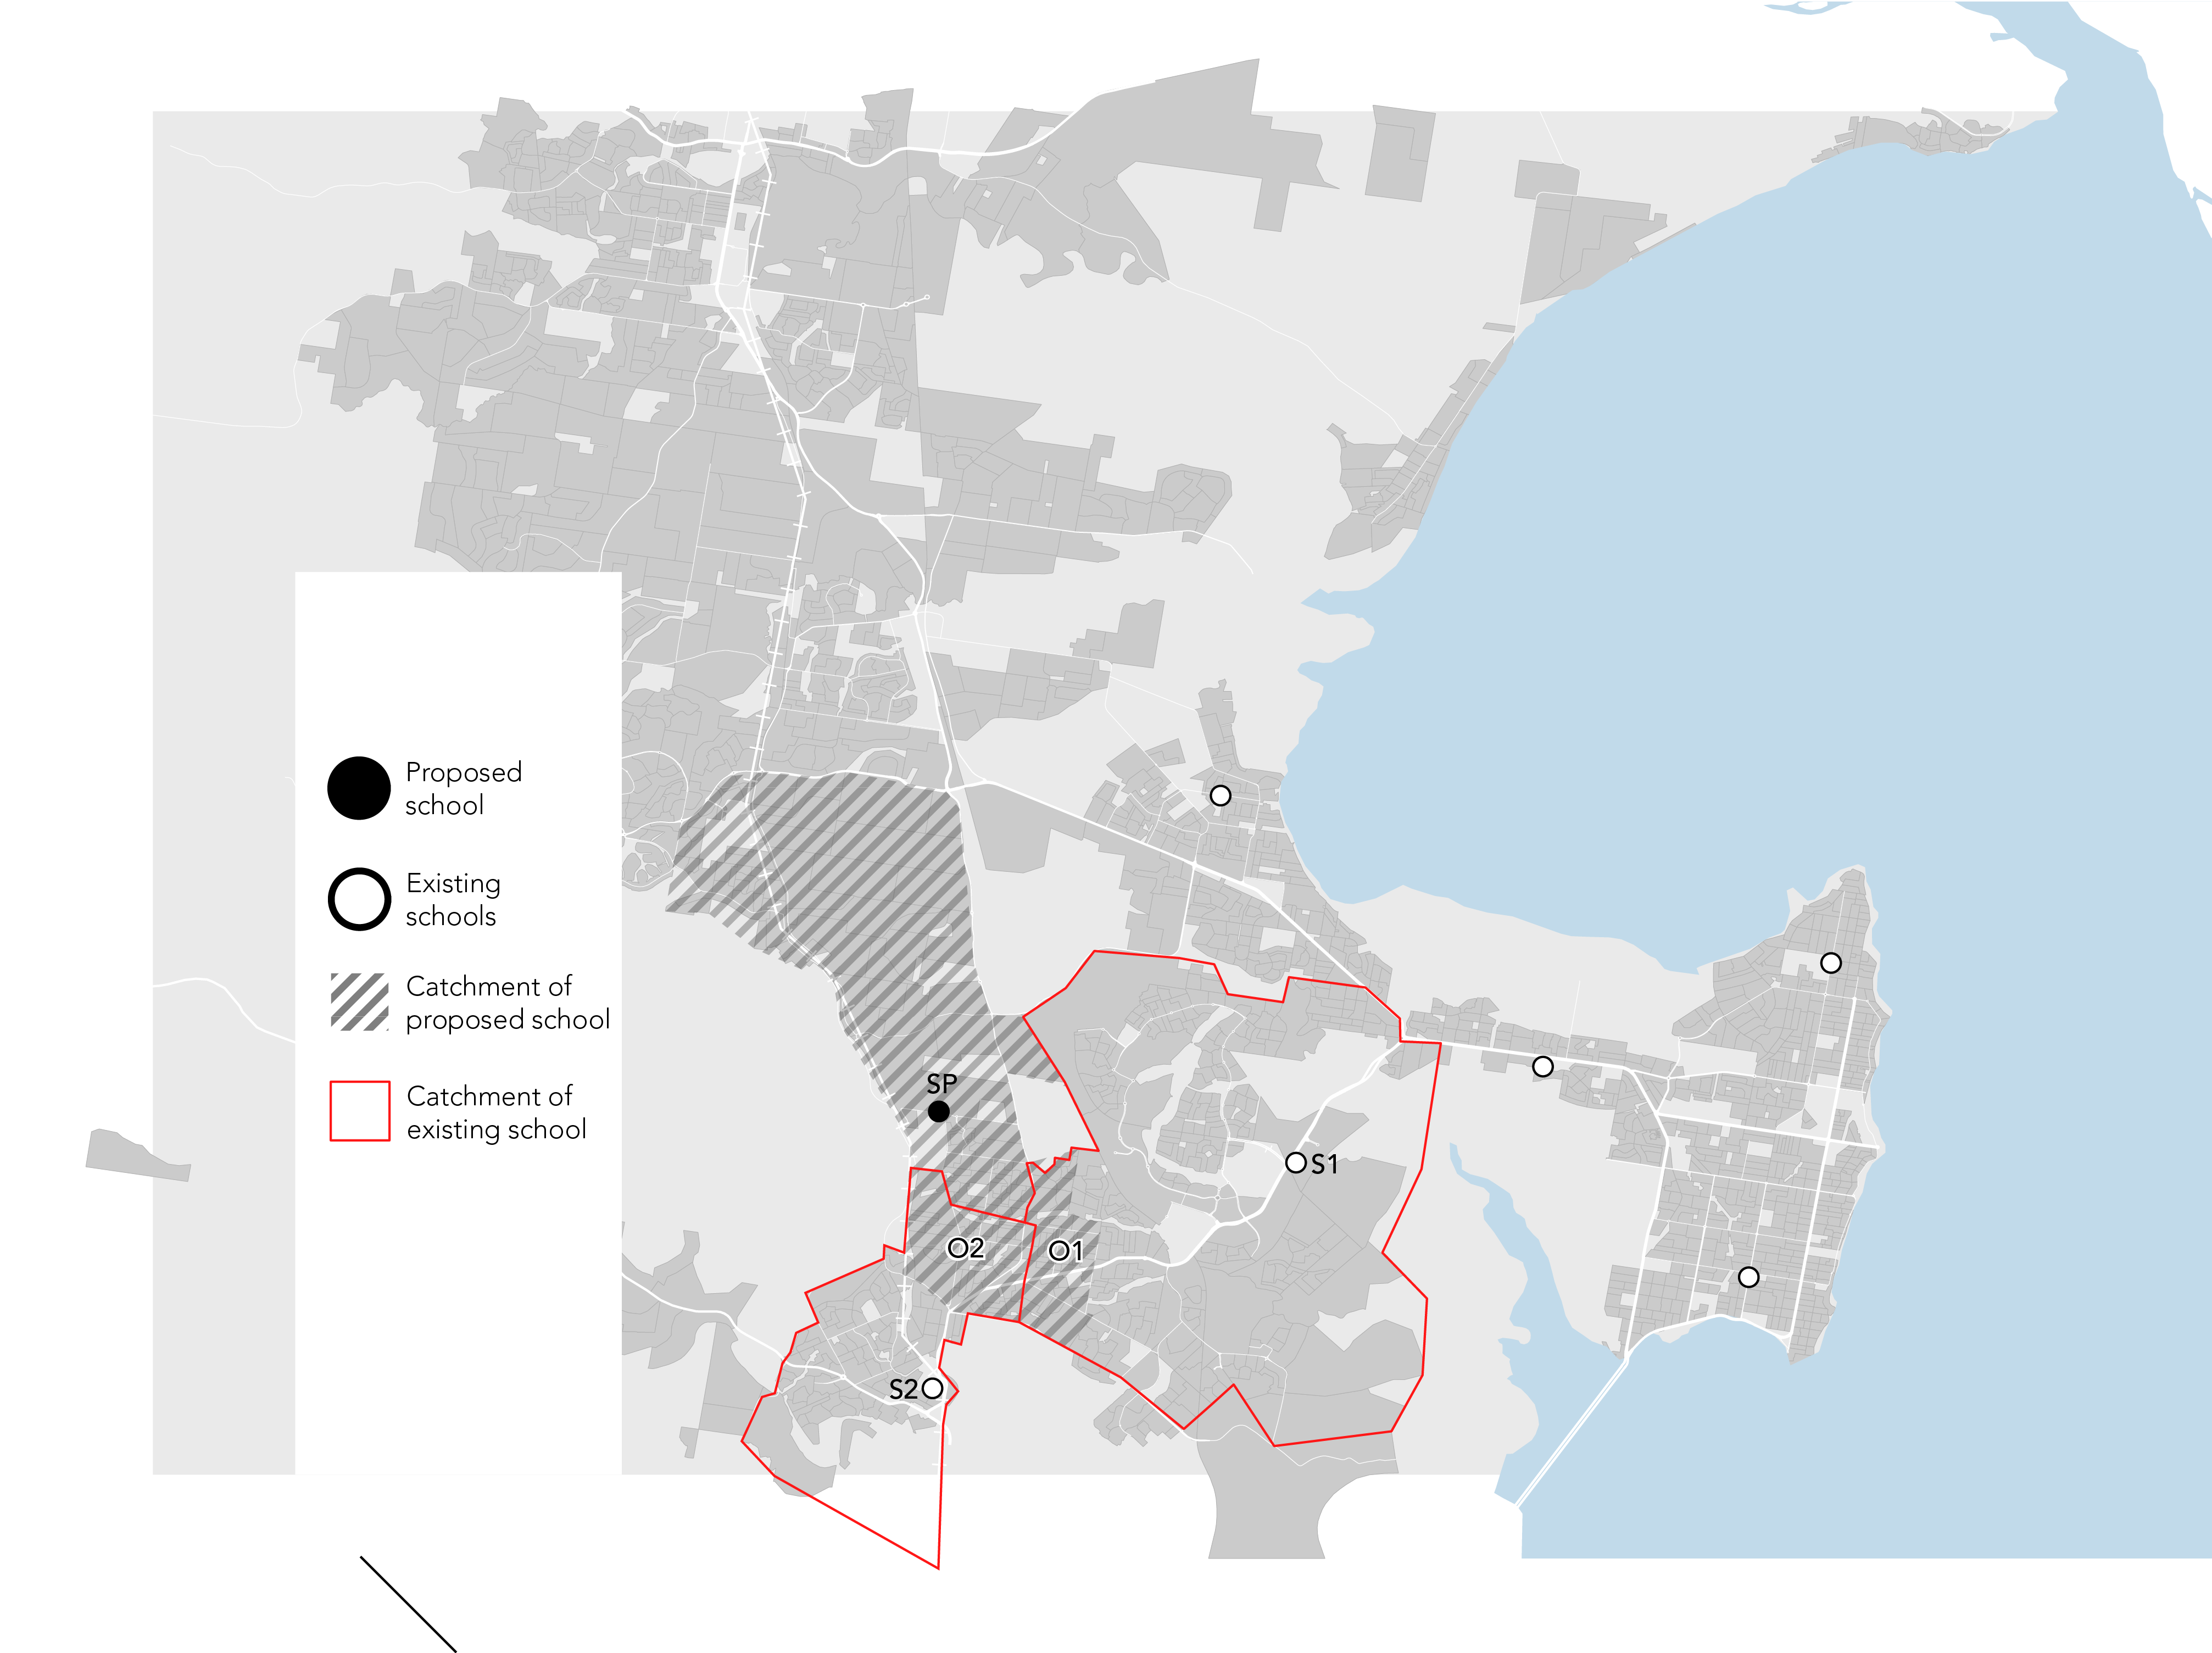 Proposed
school
Existing
schools
Catchment of
proposed school
Catchment of
existing school
SP
S1
O2
O1
S2